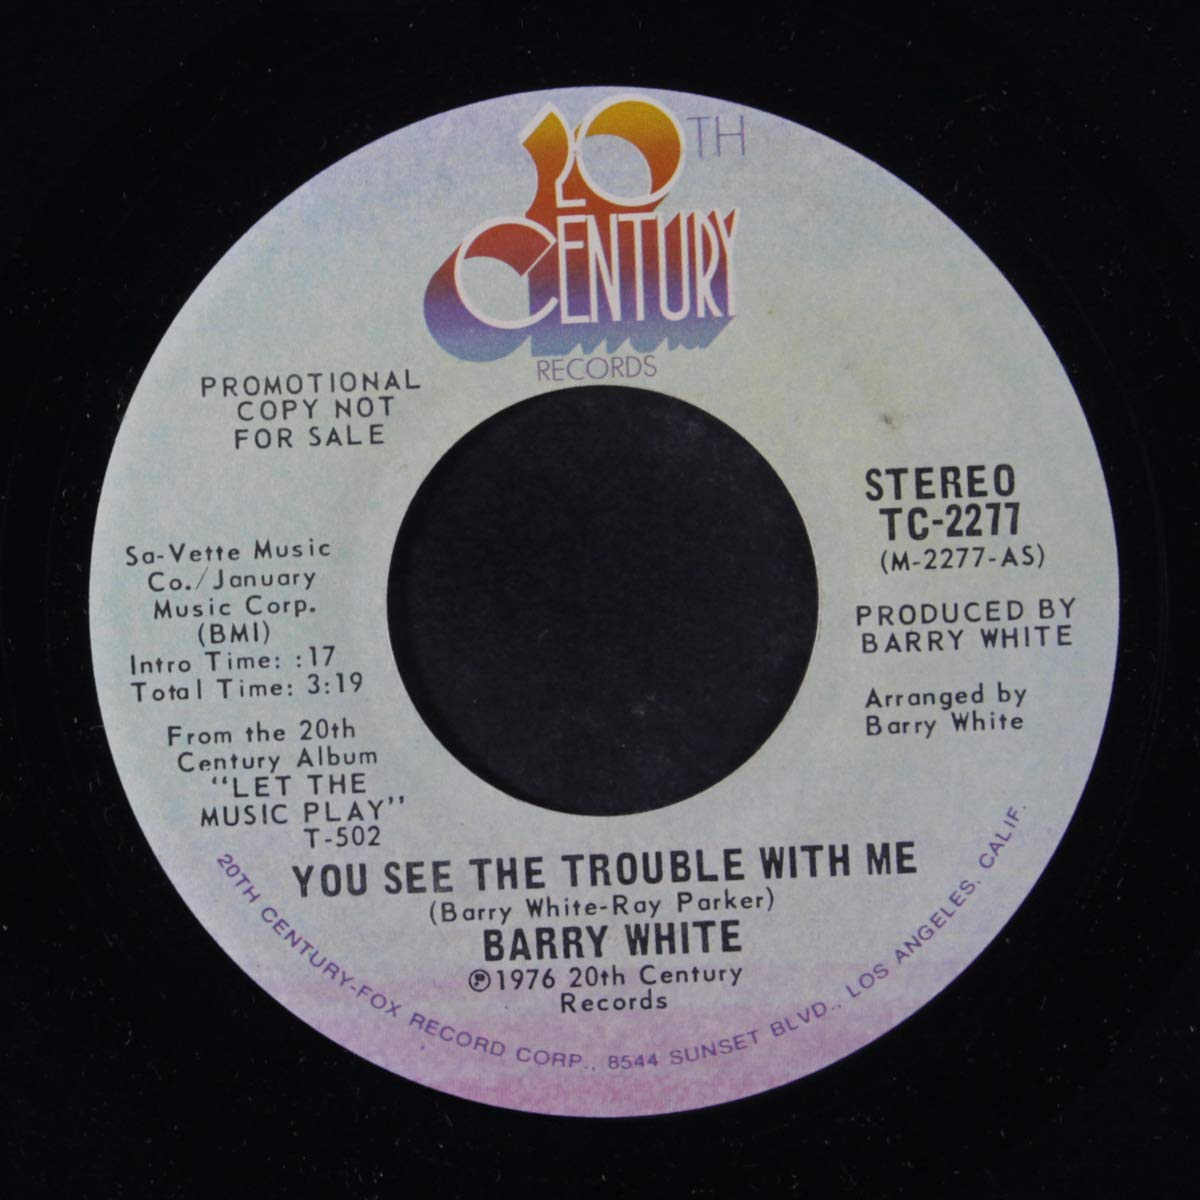 20TH
CENTURY
RECORDS
PROMOTIONAL
COPY NOT
FOR SALE
STEREO
TC-2277
(M-2277-AS)
PRODUCED BY
BARRY WHITE
Arranged by
Barry White
Sa-Vette Music
Co./January
Music Corp.
(BMI)
Intro Time: :17
Total Time: 3:19
From the 20th
Century Album
"LET THE
MUSIC PLAY"
T-502
YOU SEE THE TROUBLE WITH ME
(Barry White-Ray Parker)
BARRY WHITE
℗1976 20th Century
Records
20TH CENTURY-FOX RECORD CORP., 8544 SUNSET BLVD., LOS ANGELES, CALIF.